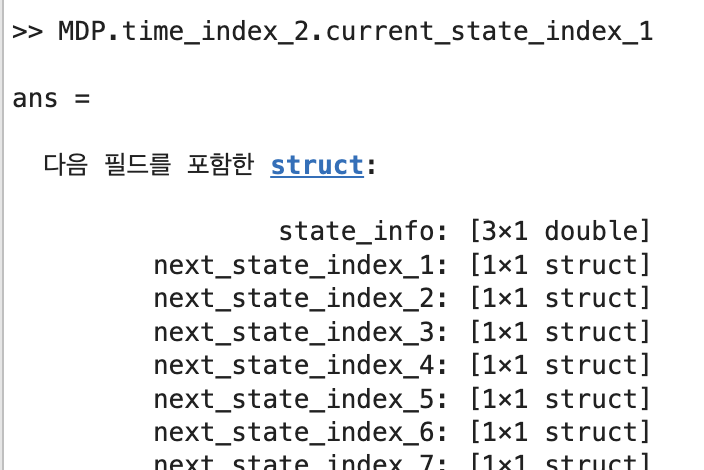 >> MDP.time_index_2.current_state_index_1
ans =
다음 필드를 포함한 struct:
state_info: [3×1 double]
next_state_index_1: [1×1 struct]
next_state_index_2: [1×1 struct]
next_state_index_3: [1×1 struct]
next_state_index_4: [1×1 struct]
next_state_index_5: [1×1 struct]
next_state_index_6: [1×1 struct]
next_state_index_7: [1×1 struct]